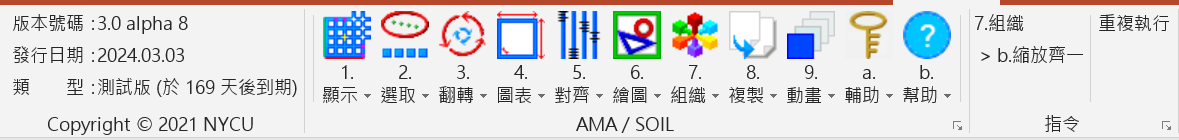 版本號碼 : 3.0 alpha 8
發行日期 : 2024.03.03
類　　型 : 測試版 (於 169 天後到期)
Copyright © 2021 NYCU
1. 顯示
2. 選取
3. 翻轉
4. 圖表
5. 對齊
6. 繪圖
7. 組織
8. 複製
9. 動畫
a. 輔助
b. 幫助
AMA / SOIL
7.組織
> b.縮放齊一
重複執行
指令